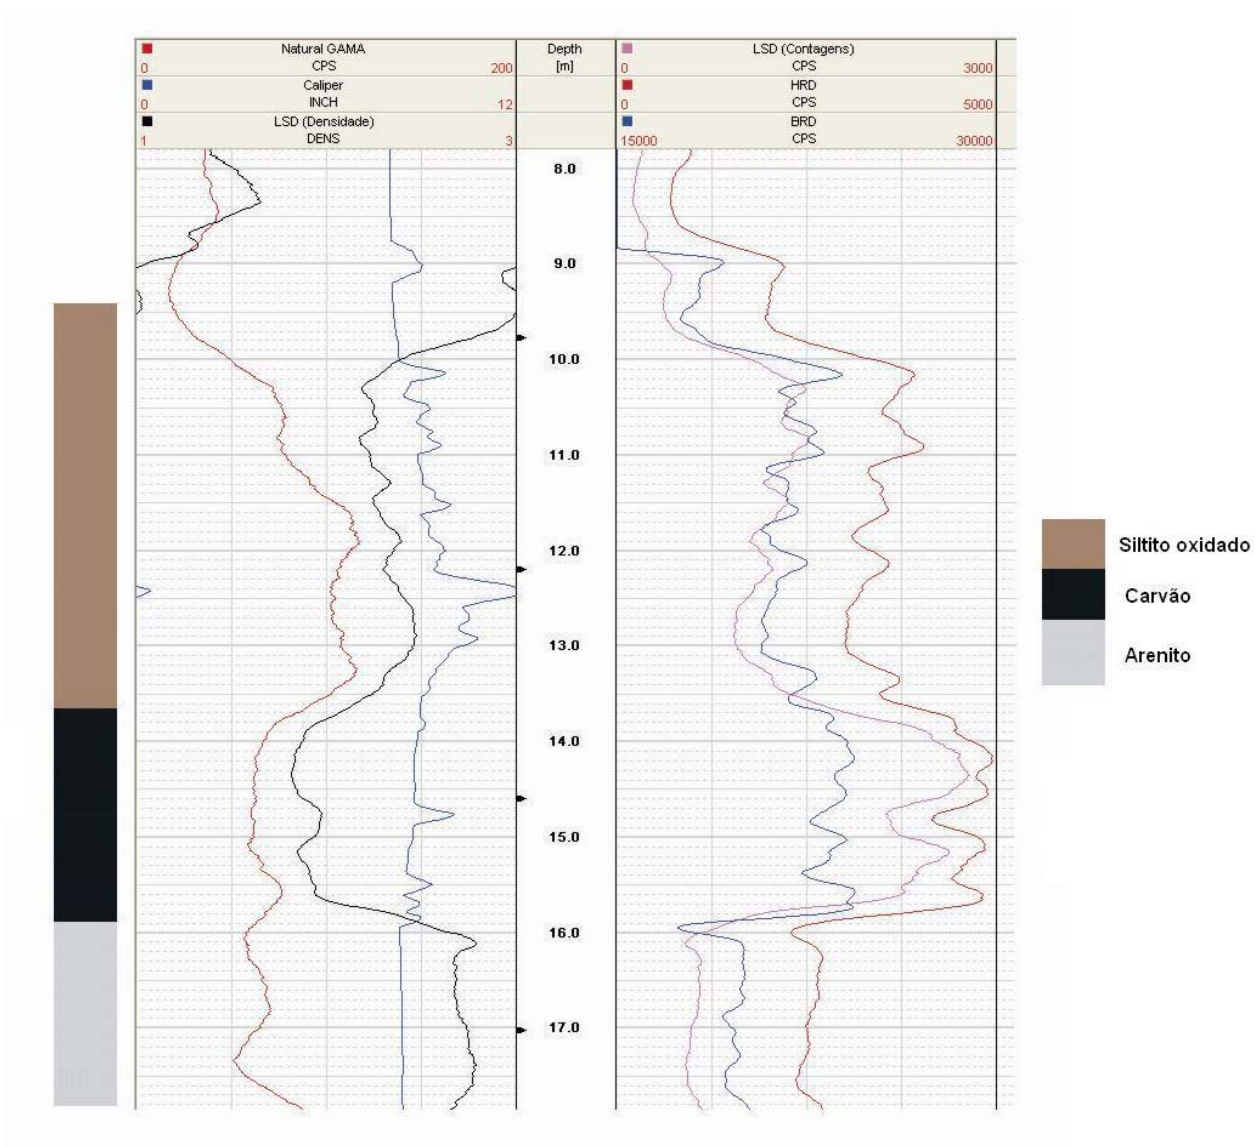 Natural GAMA
0 CPS 200
Caliper
0 INCH 12
LSD (Densidade)
1 DENS 3
Depth
[m]
LSD (Contagens)
0 CPS 3000
HRD
0 CPS 5000
BRD
15000 CPS 30000
8.0
9.0
10.0
11.0
12.0
13.0
14.0
15.0
16.0
17.0
Siltito oxidado
Carvão
Arenito